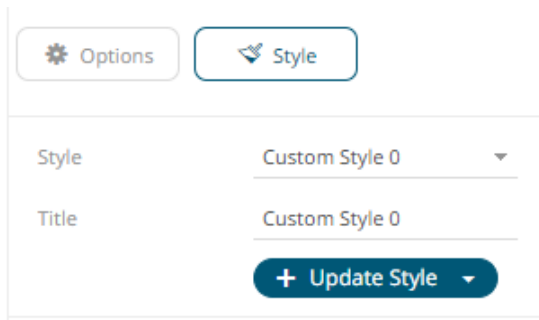 Options Style
Style Custom Style 0
Title Custom Style 0
+ Update Style